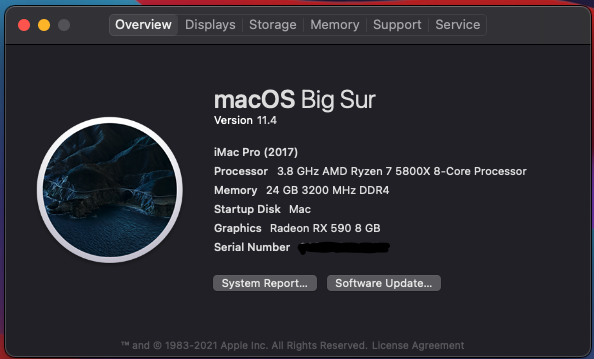 Overview Displays Storage Memory Support Service
macOS Big Sur
Version 11.4
iMac Pro (2017)
Processor 3.8 GHz AMD Ryzen 7 5800X 8-Core Processor
Memory 24 GB 3200 MHz DDR4
Startup Disk Mac
Graphics Radeon RX 590 8 GB
Serial Number
System Report... Software Update...
™ and © 1983-2021 Apple Inc. All Rights Reserved. License Agreement